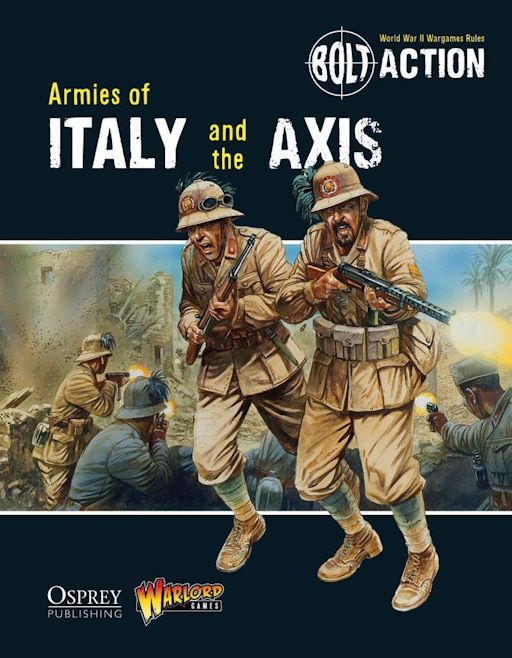 World War II Wargames Rules
BOLT ACTION
Armies of
ITALY and the AXIS
OSPREY
PUBLISHING
WARLORD
GAMES